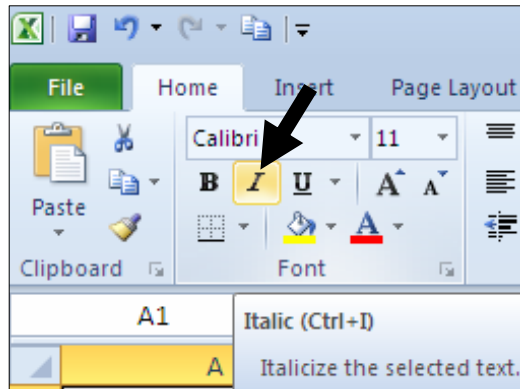 File Home Insert Page Layout
Calibri 11
B I U A A
Paste A
Clipboard Font
A1 Italic (Ctrl+I)
A Italicize the selected text.